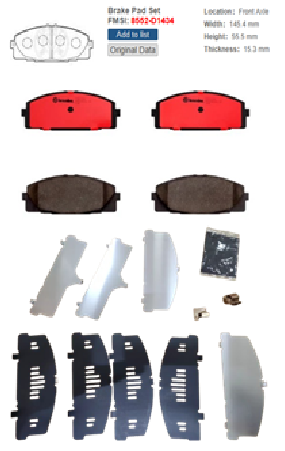 Brake Pad Set
FMSI: 8552-D1434
Add to list
Original Data
Location: Front Axle
Width: 145.4 mm
Height: 55.5 mm
Thickness: 15.3 mm
brembo
brembo